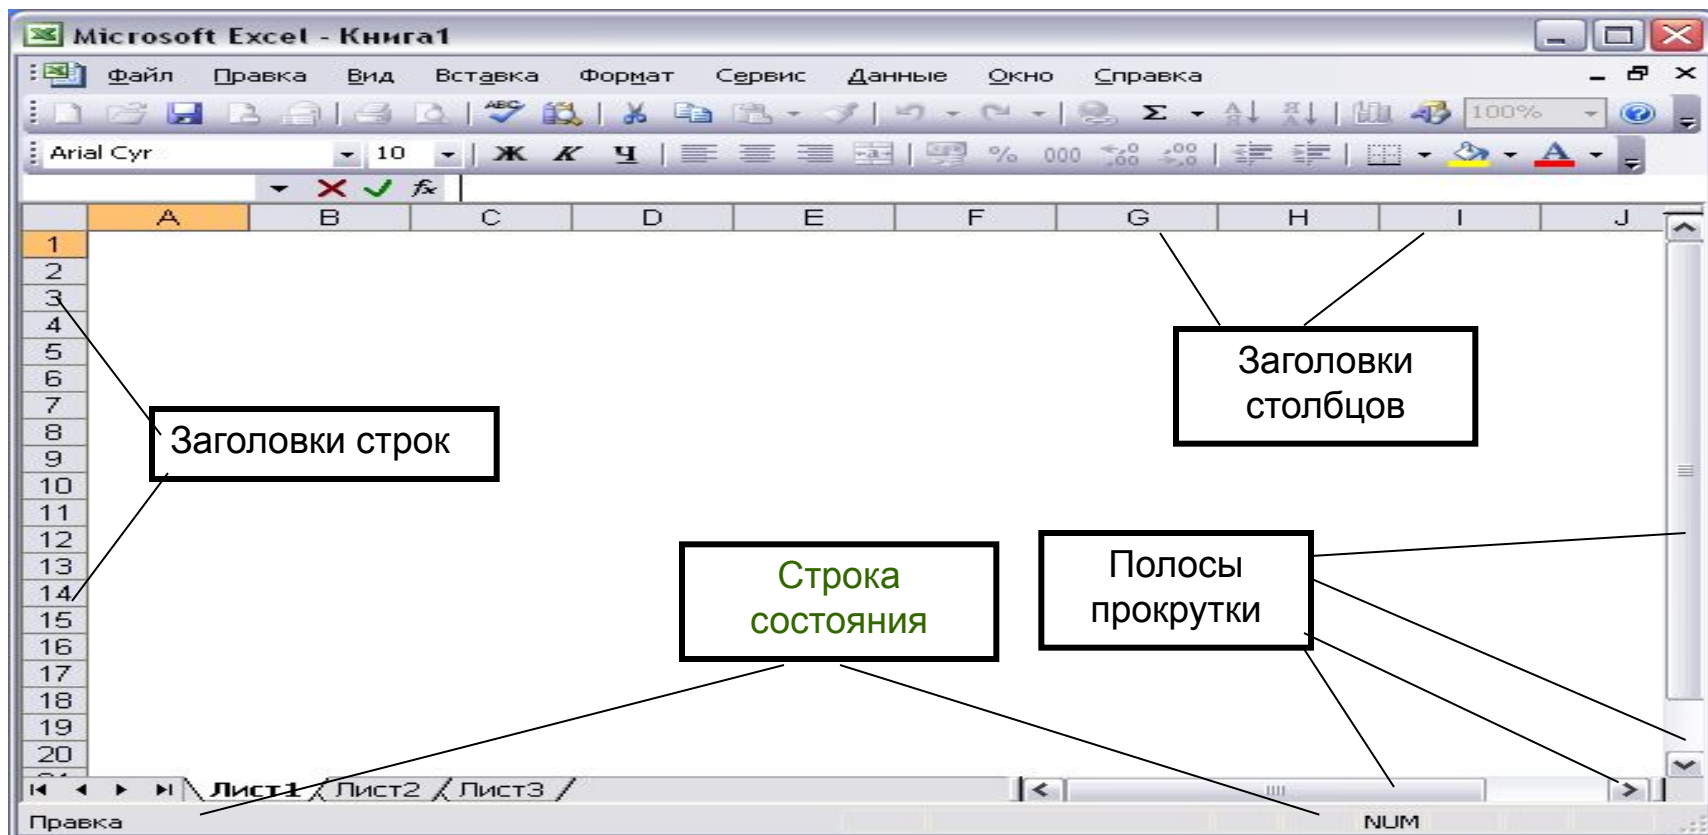 Microsoft Excel - Книга1
Файл Правка Вид Вставка Формат Сервис Данные Окно Справка
ABC Σ 100%
Arial Cyr 10 Ж К Ч % 000
fx
A B C D E F G H I J
1
2
3
4
5
6
7
8
9
10
11
12
13
14
15
16
17
18
19
20
Заголовки
столбцов
Заголовки строк
Строка
состояния
Полосы
прокрутки
Лист1 Лист2 Лист3
Правка NUM